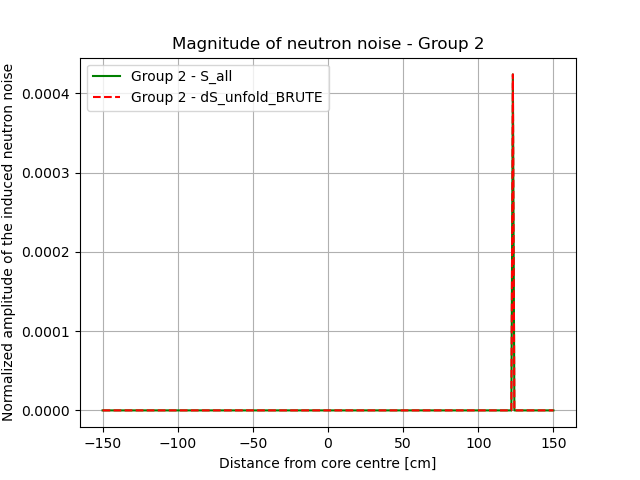 Magnitude of neutron noise - Group 2
Group 2 - S_all
Group 2 - dS_unfold_BRUTE
Normalized amplitude of the induced neutron noise
0.0004
0.0003
0.0002
0.0001
0.0000
−150
−100
−50
0
50
100
150
Distance from core centre [cm]